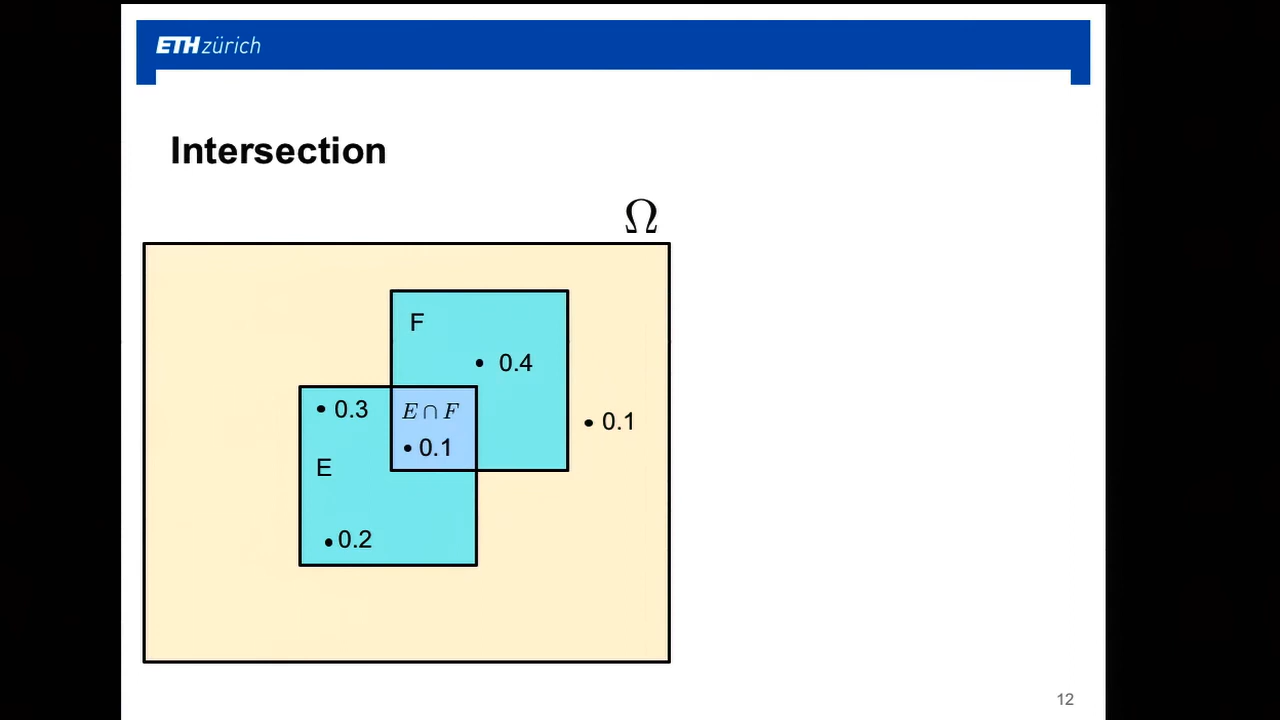 ETH zürich
Intersection
Ω
F
• 0.4
• 0.3
E ∩ F
• 0.1
• 0.1
E
• 0.2
12